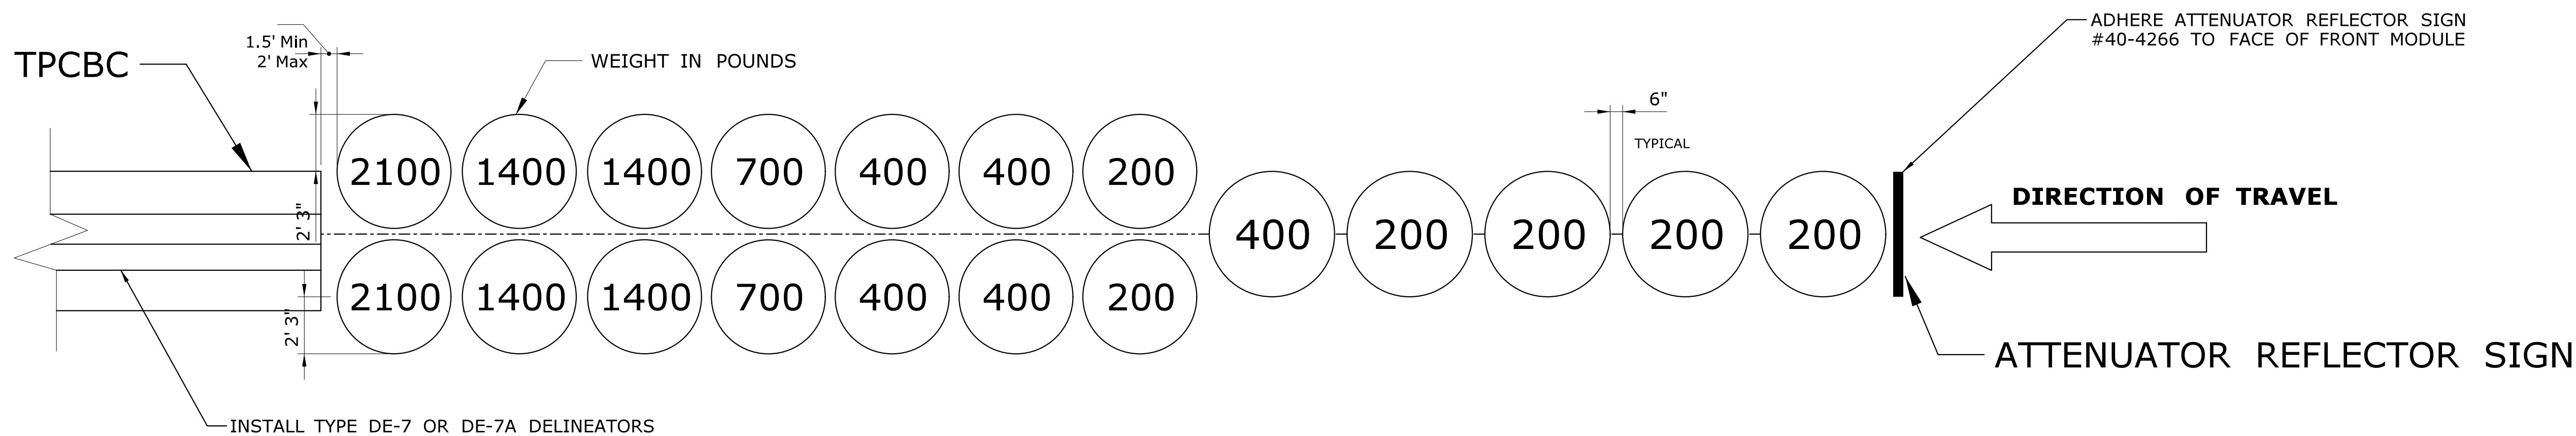 ADHERE ATTENUATOR REFLECTOR SIGN
#40-4266 TO FACE OF FRONT MODULE
1.5' Min
2' Max
TPCBC
WEIGHT IN POUNDS
6"
TYPICAL
2100 1400 1400 700 400 400 200
2' 3"
400 200 200 200 200
DIRECTION OF TRAVEL
2100 1400 1400 700 400 400 200
2' 3"
ATTENUATOR REFLECTOR SIGN
INSTALL TYPE DE-7 OR DE-7A DELINEATORS